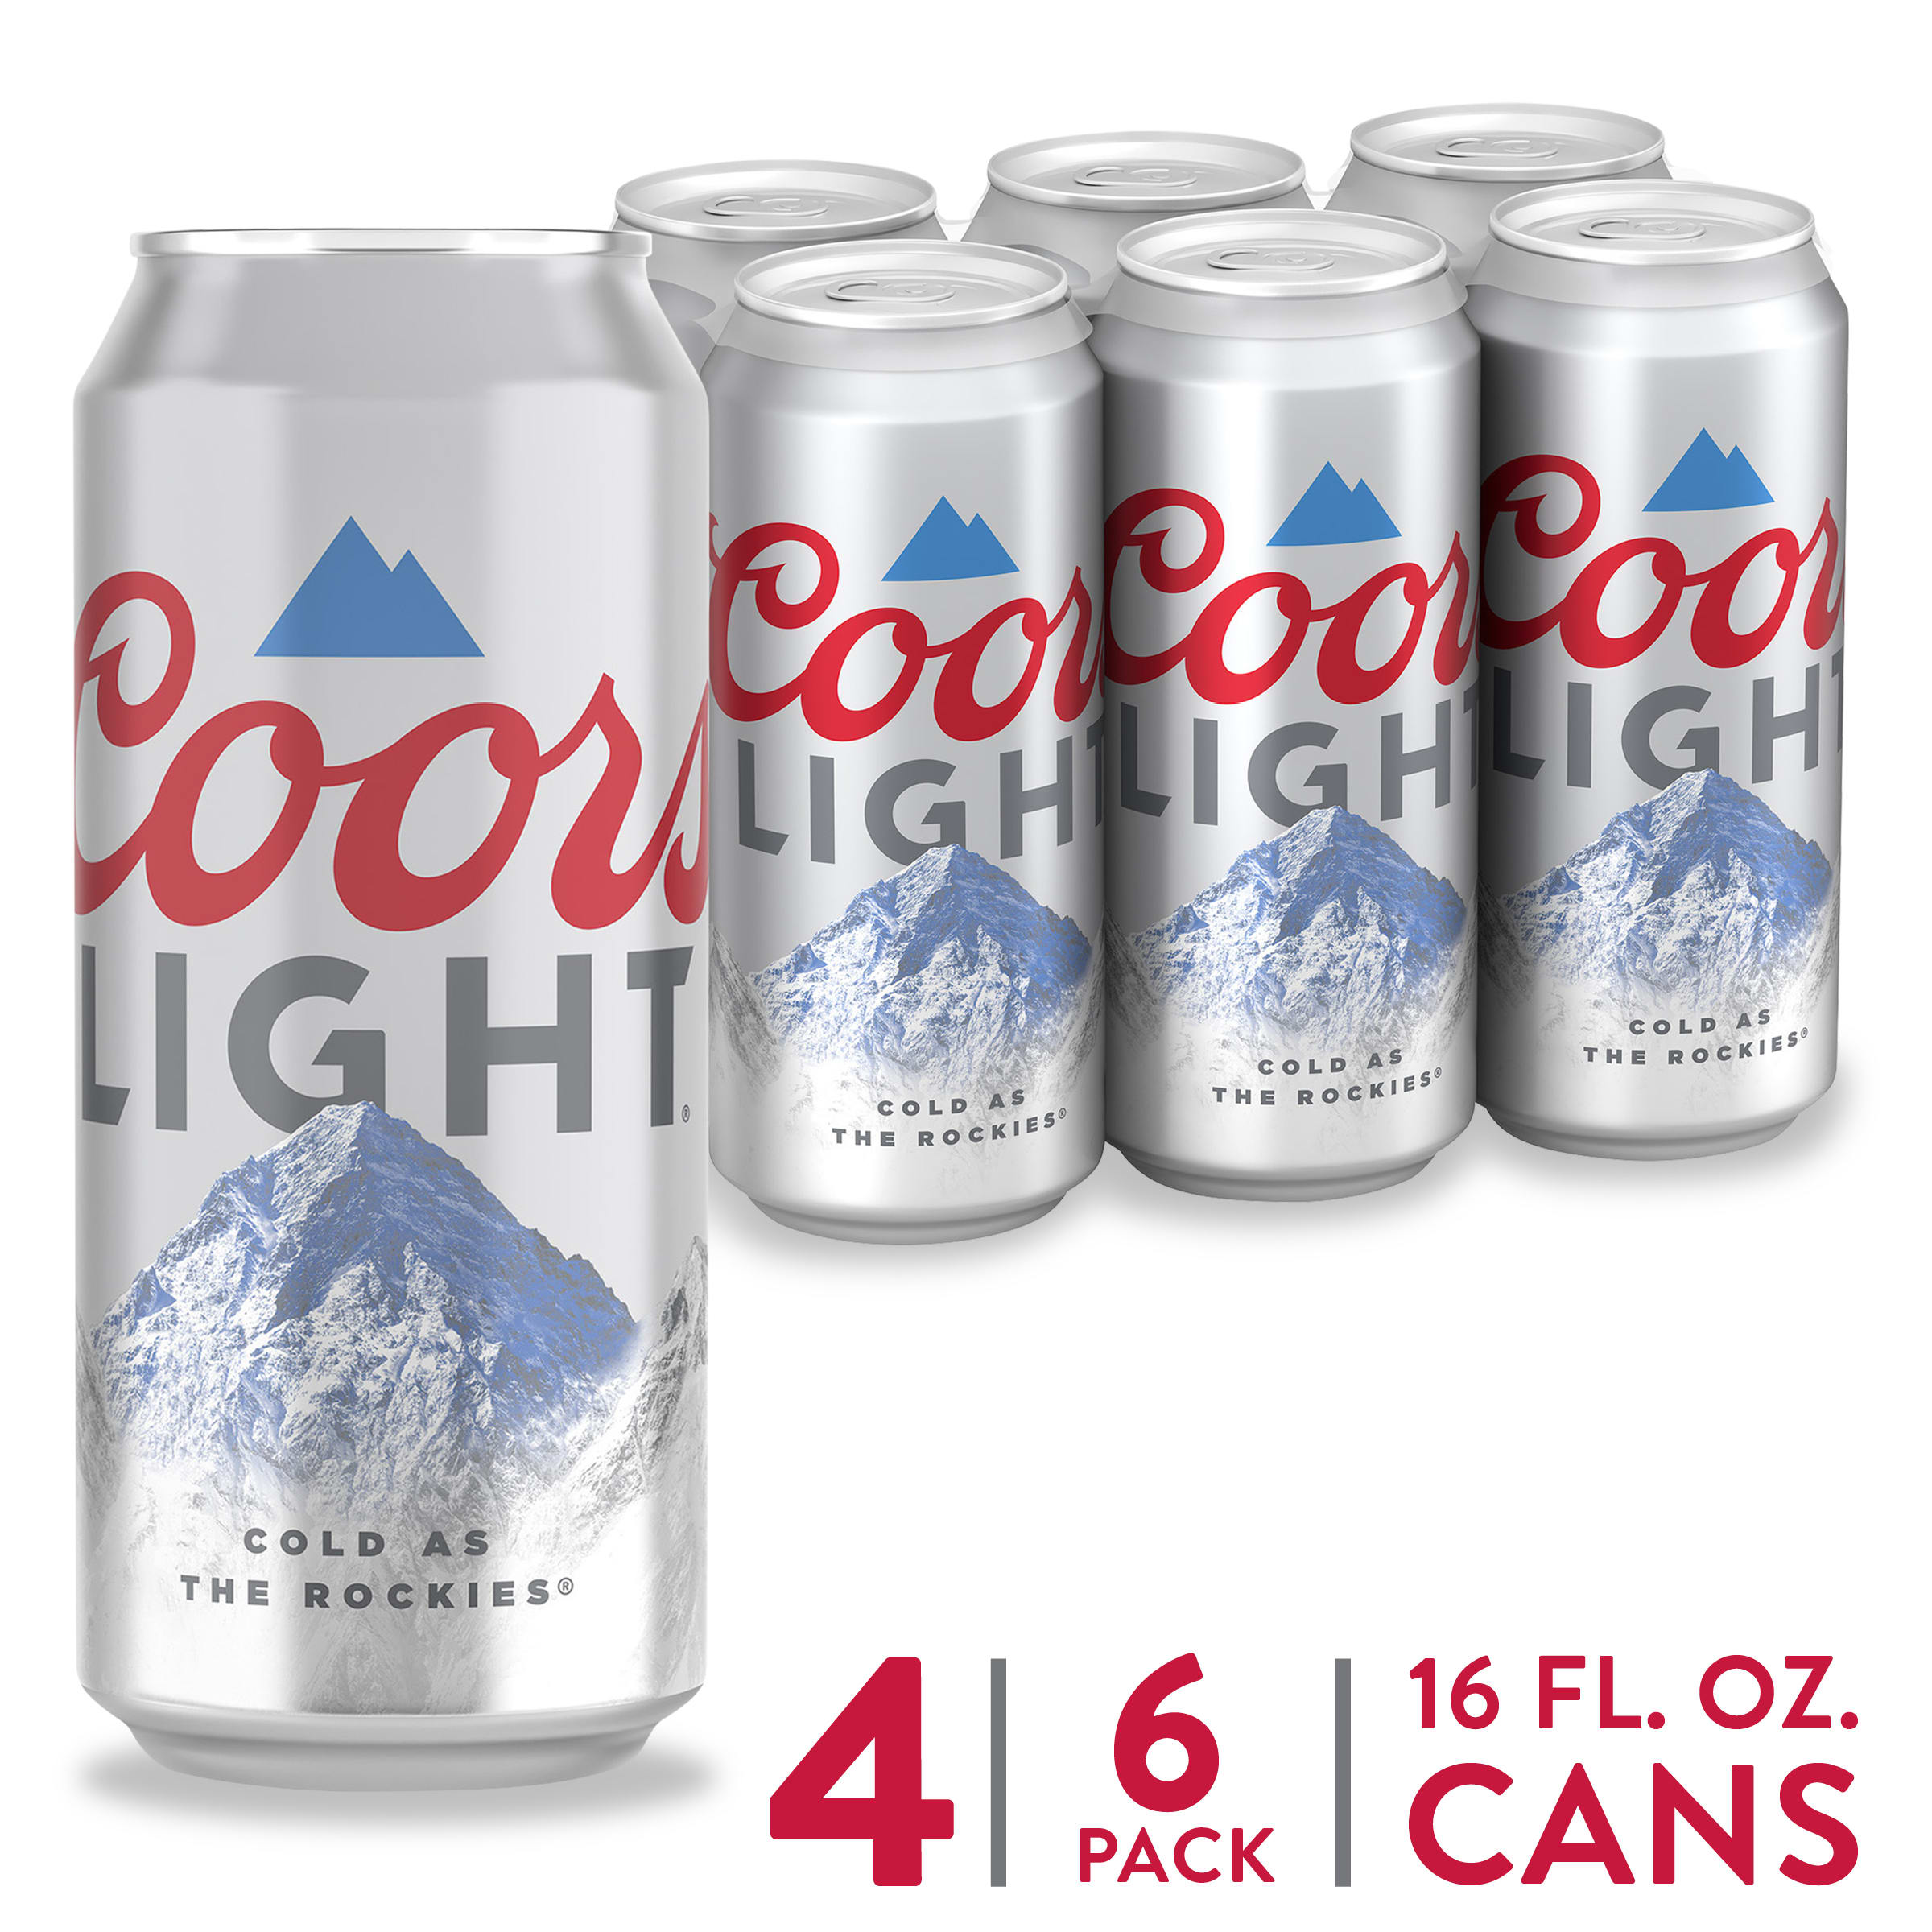 Coors
LIGHT®
COLD AS
THE ROCKIES®
Coors
LIGHT
COLD AS
THE ROCKIES®
Coors
LIGHT
COLD AS
THE ROCKIES®
Coors
LIGHT
COLD AS
THE ROCKIES®
4
6
PACK
16 FL. OZ.
CANS